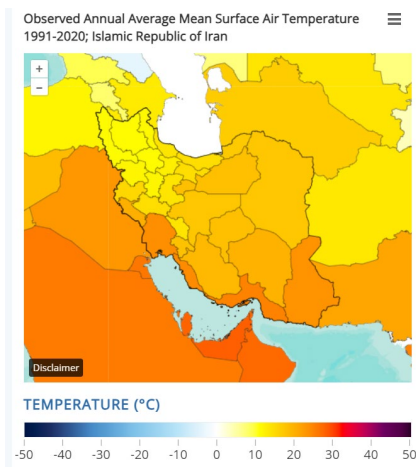 Observed Annual Average Mean Surface Air Temperature
1991-2020; Islamic Republic of Iran
+
−
Disclaimer
TEMPERATURE (°C)
-50 -40 -30 -20 -10 0 10 20 30 40 50